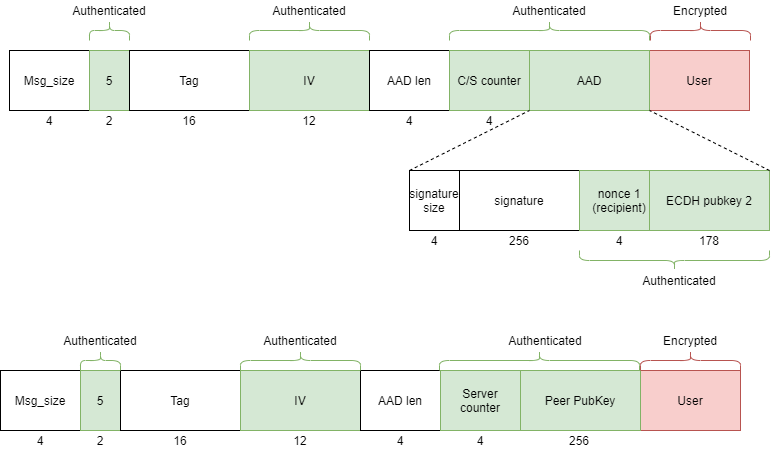 Authenticated Authenticated Authenticated Encrypted
Msg_size 5 Tag IV AAD len C/S counter AAD User
4 2 16 12 4 4
signature size signature nonce 1 (recipient) ECDH pubkey 2
4 256 4 178
Authenticated
Authenticated Authenticated Authenticated Encrypted
Msg_size 5 Tag IV AAD len Server counter Peer PubKey User
4 2 16 12 4 4 256